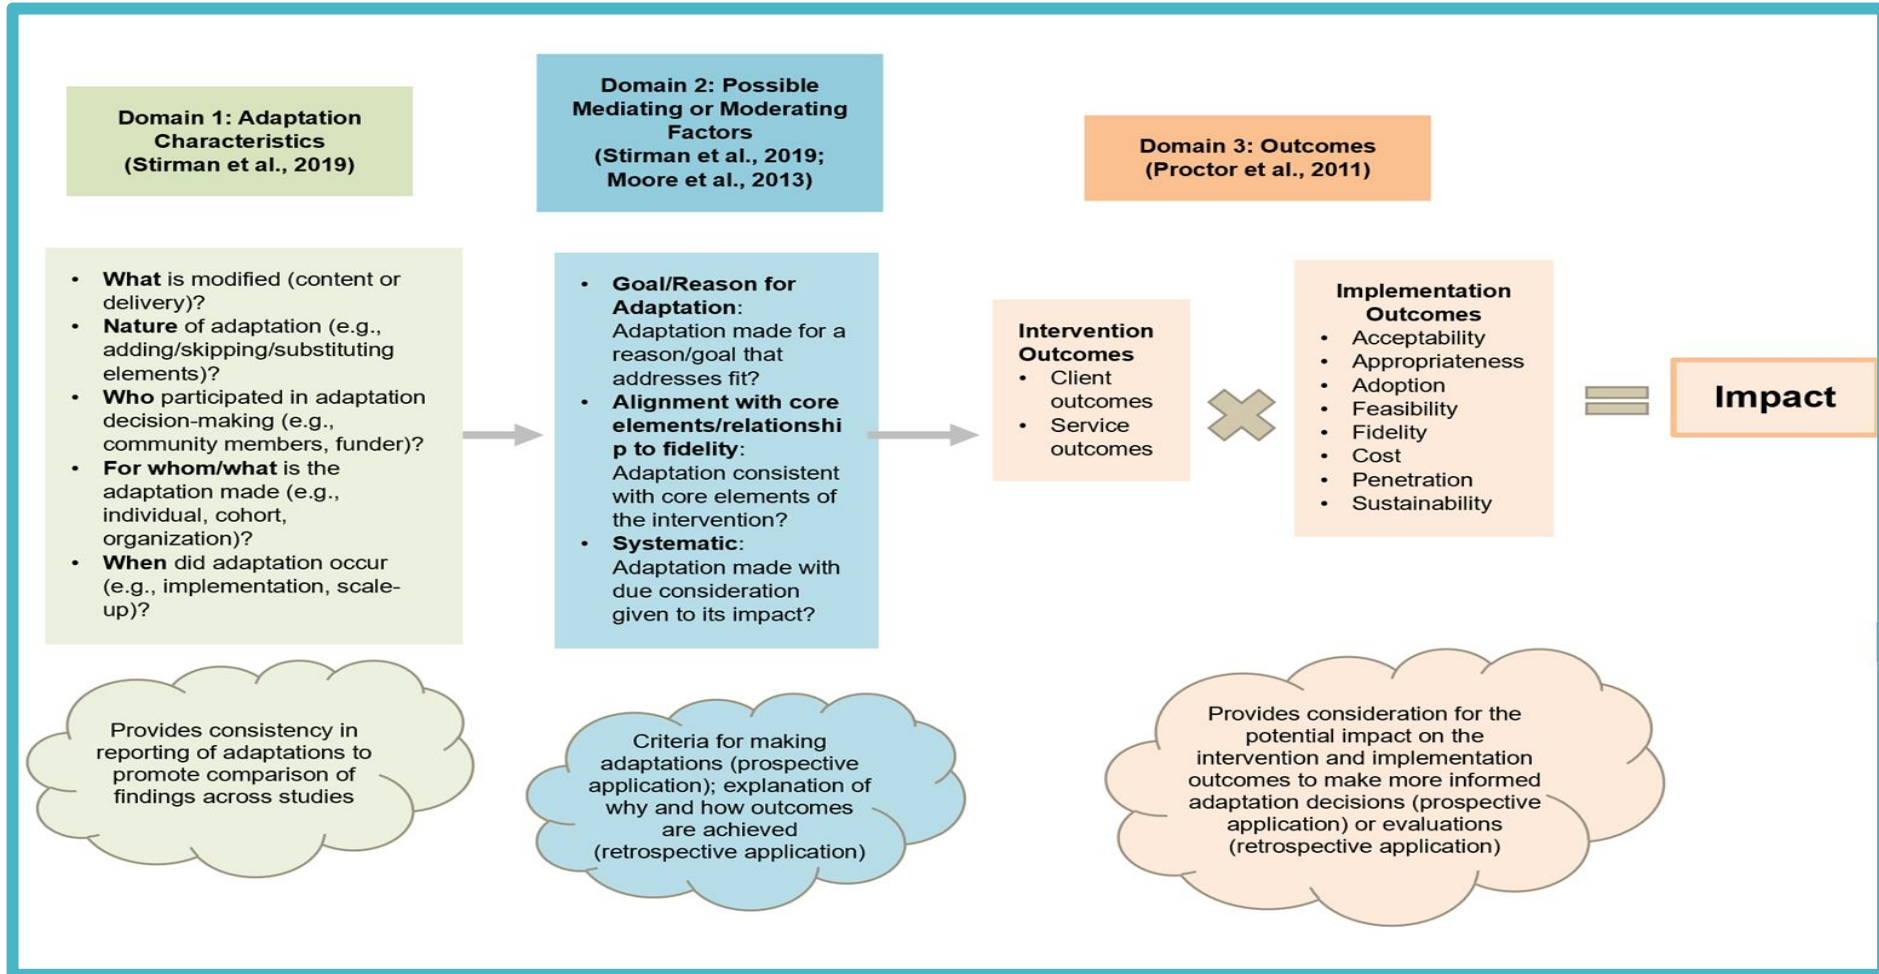 Domain 1: Adaptation
Characteristics
(Stirman et al., 2019)
Domain 2: Possible
Mediating or Moderating
Factors
(Stirman et al., 2019;
Moore et al., 2013)
Domain 3: Outcomes
(Proctor et al., 2011)
• What is modified (content or
delivery)?
• Nature of adaptation (e.g.,
adding/skipping/substituting
elements)?
• Who participated in adaptation
decision-making (e.g.,
community members, funder)?
• For whom/what is the
adaptation made (e.g.,
individual, cohort,
organization)?
• When did adaptation occur
(e.g., implementation, scale-
up)?
• Goal/Reason for
Adaptation:
Adaptation made for a
reason/goal that
addresses fit?
• Alignment with core
elements/relationshi
p to fidelity:
Adaptation consistent
with core elements of
the intervention?
• Systematic:
Adaptation made with
due consideration
given to its impact?
Intervention
Outcomes
• Client
outcomes
• Service
outcomes
Implementation
Outcomes
• Acceptability
• Appropriateness
• Adoption
• Feasibility
• Fidelity
• Cost
• Penetration
• Sustainability
Impact
Provides consistency in
reporting of adaptations to
promote comparison of
findings across studies
Criteria for making
adaptations (prospective
application); explanation of
why and how outcomes
are achieved
(retrospective application)
Provides consideration for the
potential impact on the
intervention and implementation
outcomes to make more informed
adaptation decisions (prospective
application) or evaluations
(retrospective application)